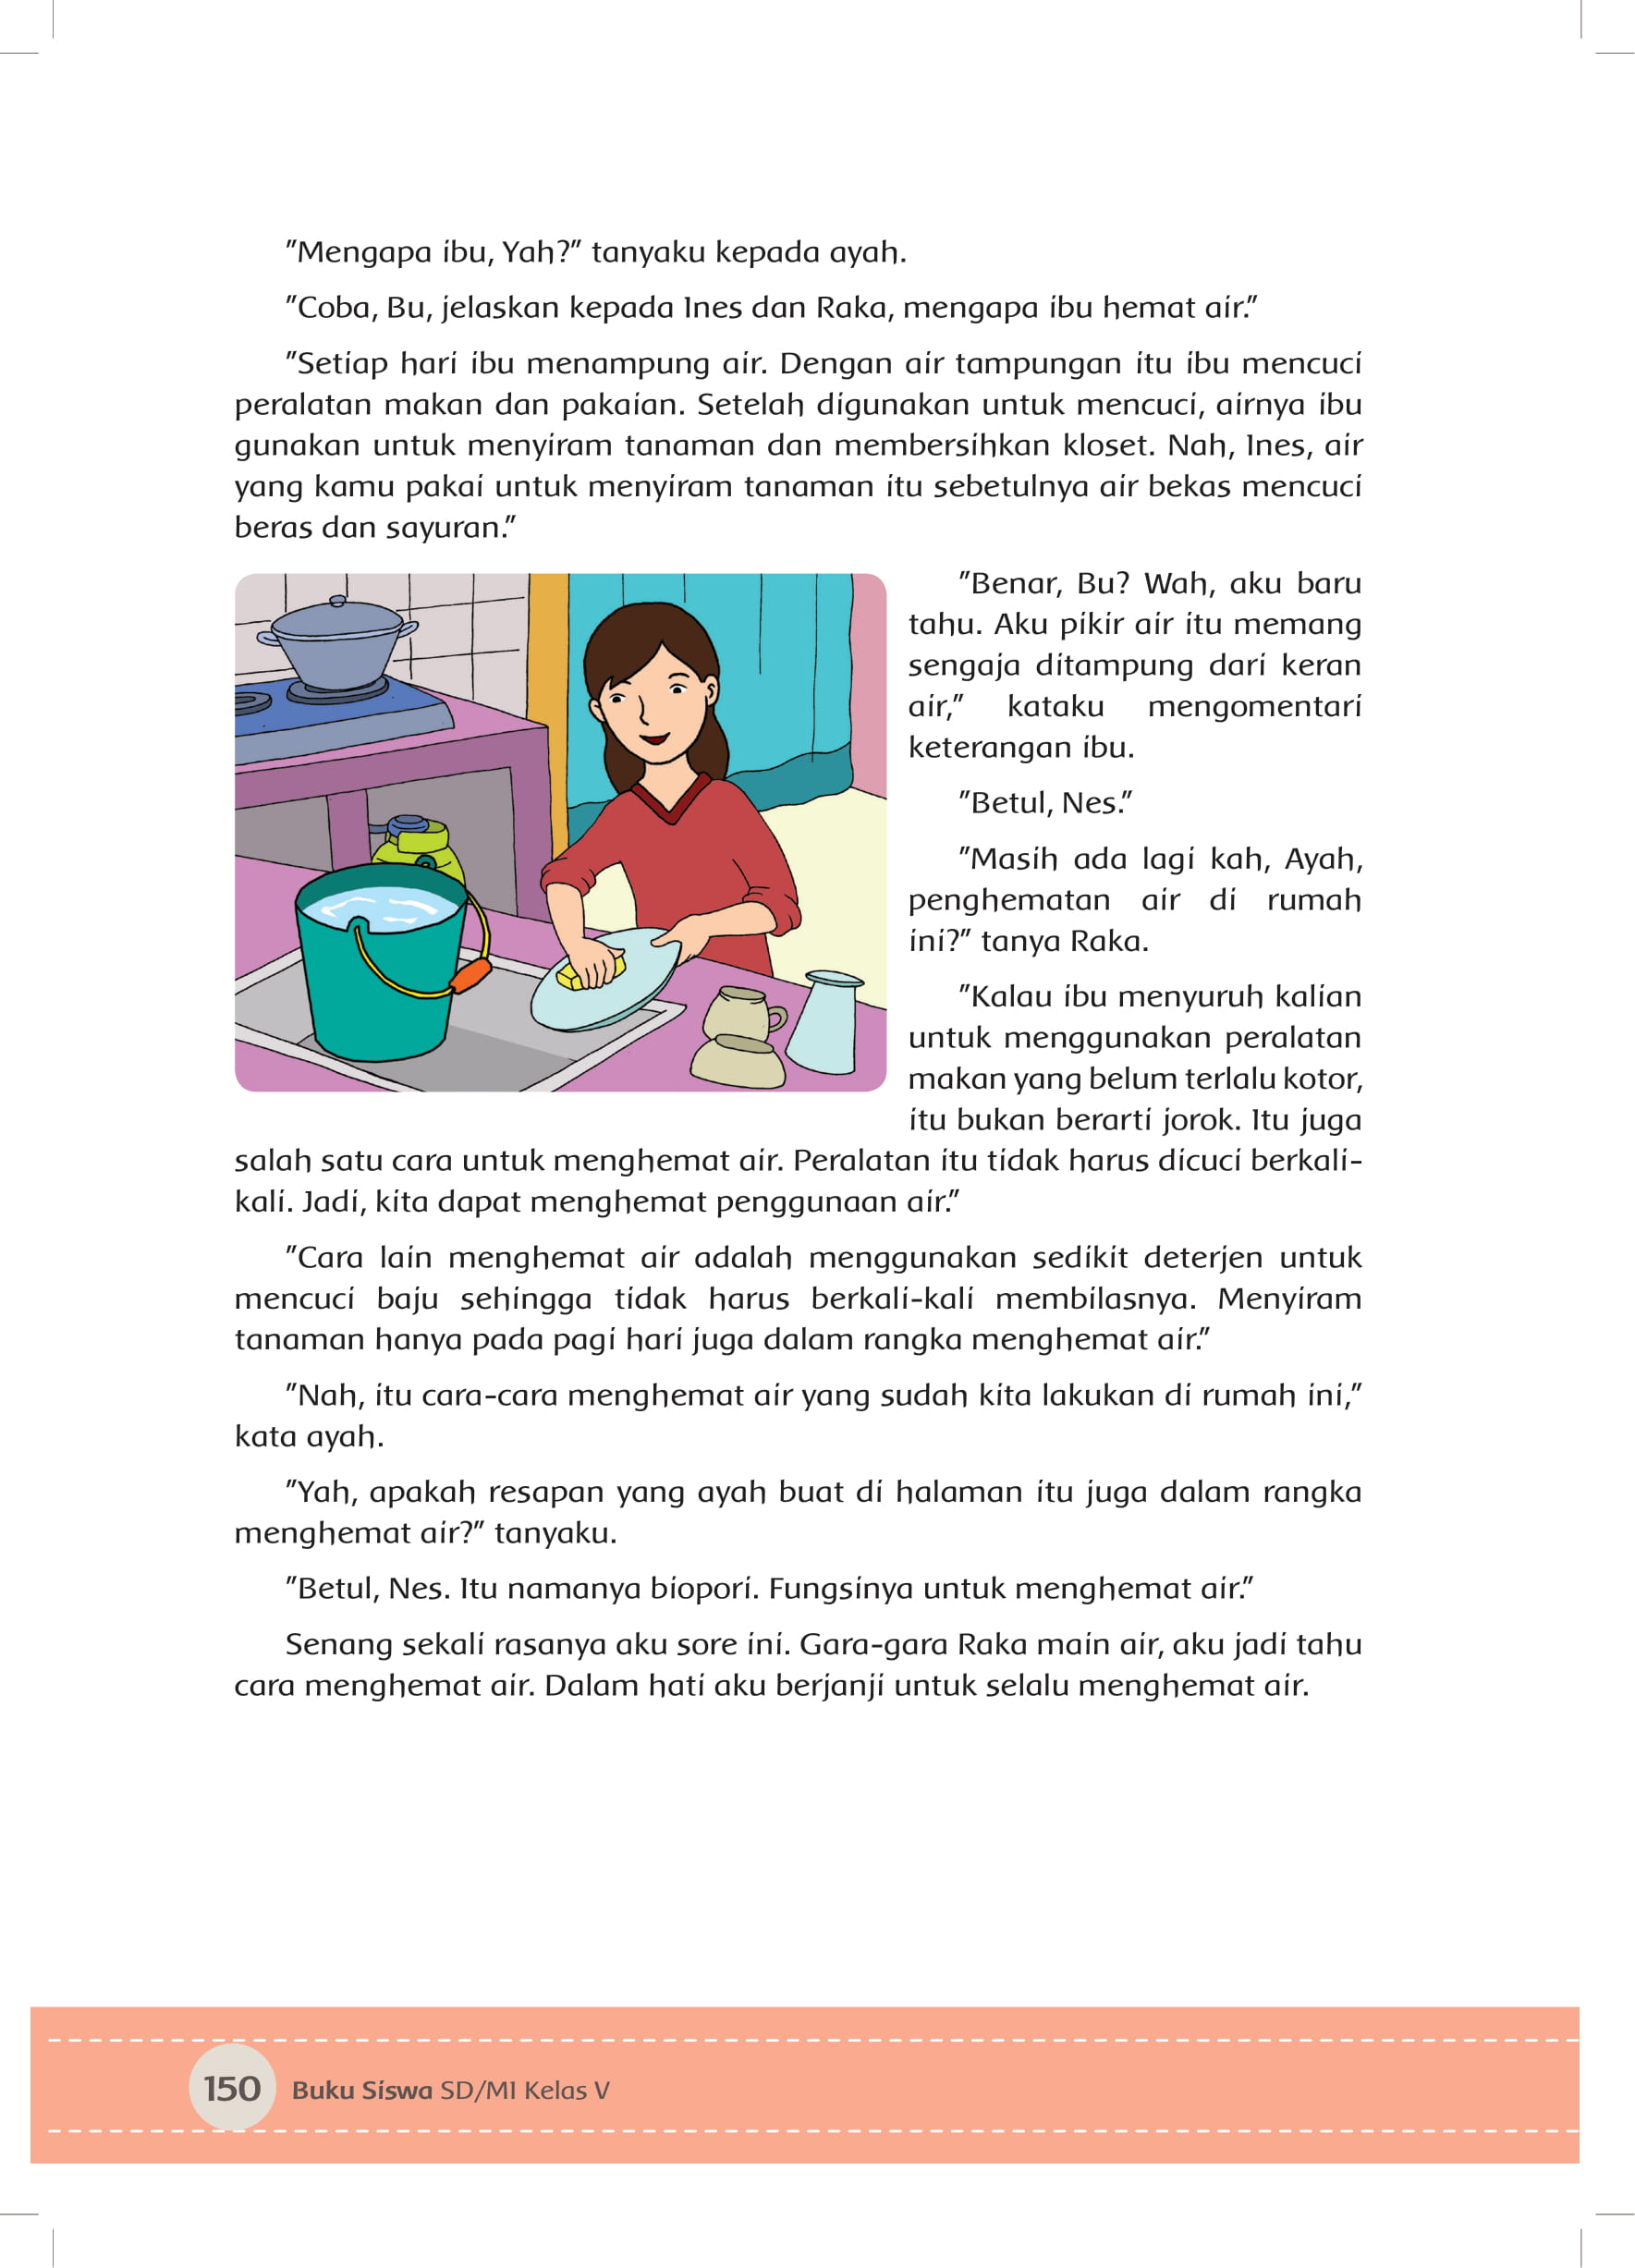 "Mengapa ibu, Yah?" tanyaku kepada ayah.
"Coba, Bu, jelaskan kepada Ines dan Raka, mengapa ibu hemat air."
"Setiap hari ibu menampung air. Dengan air tampungan itu ibu mencuci
peralatan makan dan pakaian. Setelah digunakan untuk mencuci, airnya ibu
gunakan untuk menyiram tanaman dan membersihkan kloset. Nah, Ines, air
yang kamu pakai untuk menyiram tanaman itu sebetulnya air bekas mencuci
beras dan sayuran."
"Benar, Bu? Wah, aku baru
tahu. Aku pikir air itu memang
sengaja ditampung dari keran
air," kataku mengomentari
keterangan ibu.
"Betul, Nes."
"Masih ada lagi kah, Ayah,
penghematan air di rumah
ini?" tanya Raka.
"Kalau ibu menyuruh kalian
untuk menggunakan peralatan
makan yang belum terlalu kotor,
itu bukan berarti jorok. Itu juga
salah satu cara untuk menghemat air. Peralatan itu tidak harus dicuci berkali-
kali. Jadi, kita dapat menghemat penggunaan air."
"Cara lain menghemat air adalah menggunakan sedikit deterjen untuk
mencuci baju sehingga tidak harus berkali-kali membilasnya. Menyiram
tanaman hanya pada pagi hari juga dalam rangka menghemat air."
"Nah, itu cara-cara menghemat air yang sudah kita lakukan di rumah ini,"
kata ayah.
"Yah, apakah resapan yang ayah buat di halaman itu juga dalam rangka
menghemat air?" tanyaku.
"Betul, Nes. Itu namanya biopori. Fungsinya untuk menghemat air."
Senang sekali rasanya aku sore ini. Gara-gara Raka main air, aku jadi tahu
cara menghemat air. Dalam hati aku berjanji untuk selalu menghemat air.
150 Buku Siswa SD/MI Kelas V